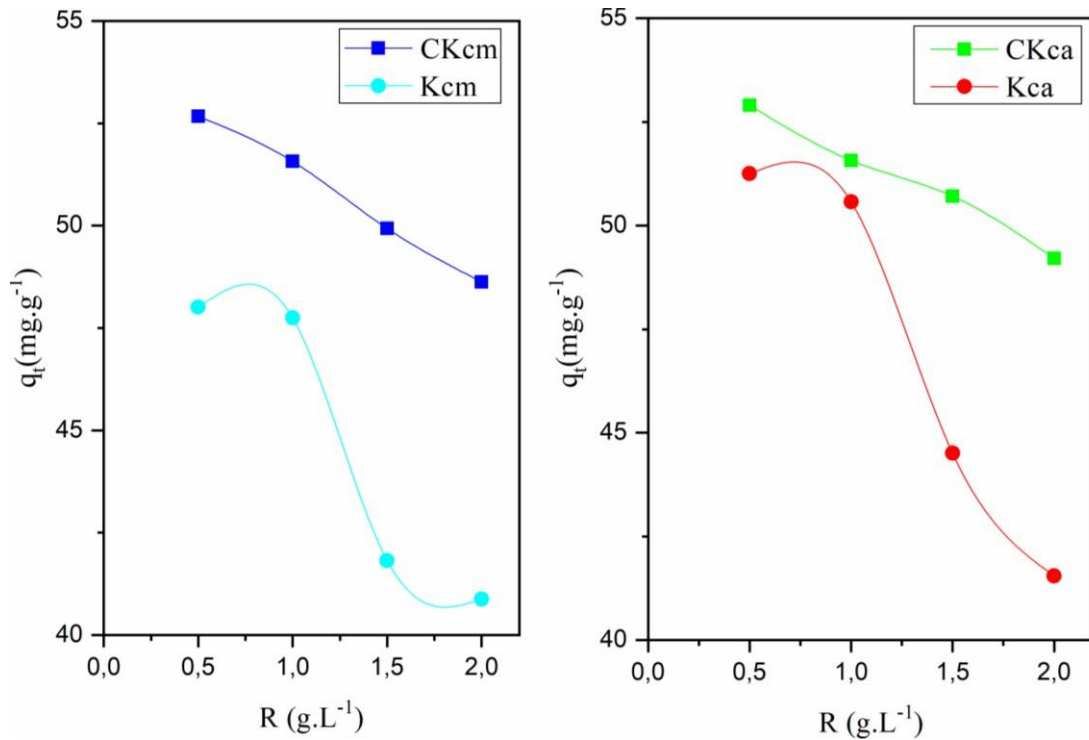 55
50
45
40
q_t(mg.g⁻¹)
CKcm
Kcm
0,0 0,5 1,0 1,5 2,0
R (g.L⁻¹)
55
50
45
40
q_t(mg.g⁻¹)
CKca
Kca
0,0 0,5 1,0 1,5 2,0
R (g.L⁻¹)